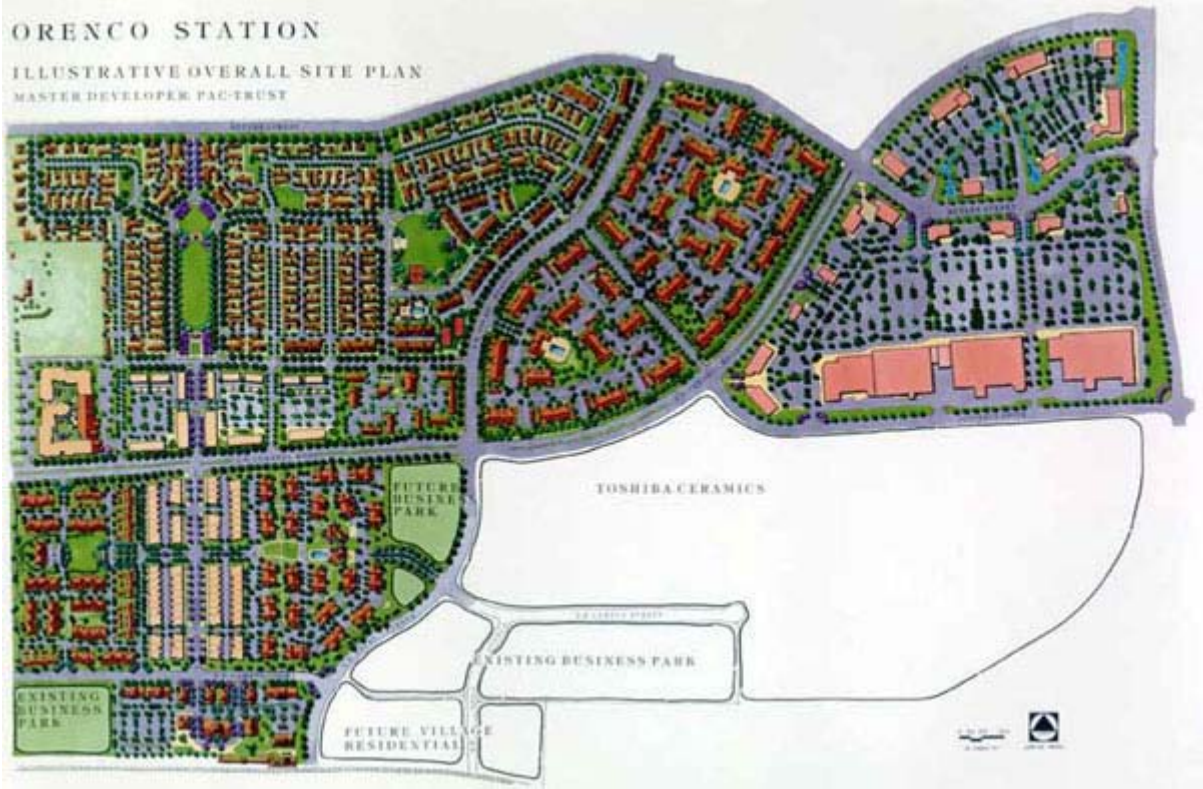 ORENCO STATION
ILLUSTRATIVE OVERALL SITE PLAN
MASTER DEVELOPER PAC-TRUST
FUTURE
BUSINESS
PARK
TOSHIBA CERAMICS
EXISTING BUSINESS PARK
EXISTING
BUSINESS
PARK
FUTURE VILLAGE
RESIDENTIAL